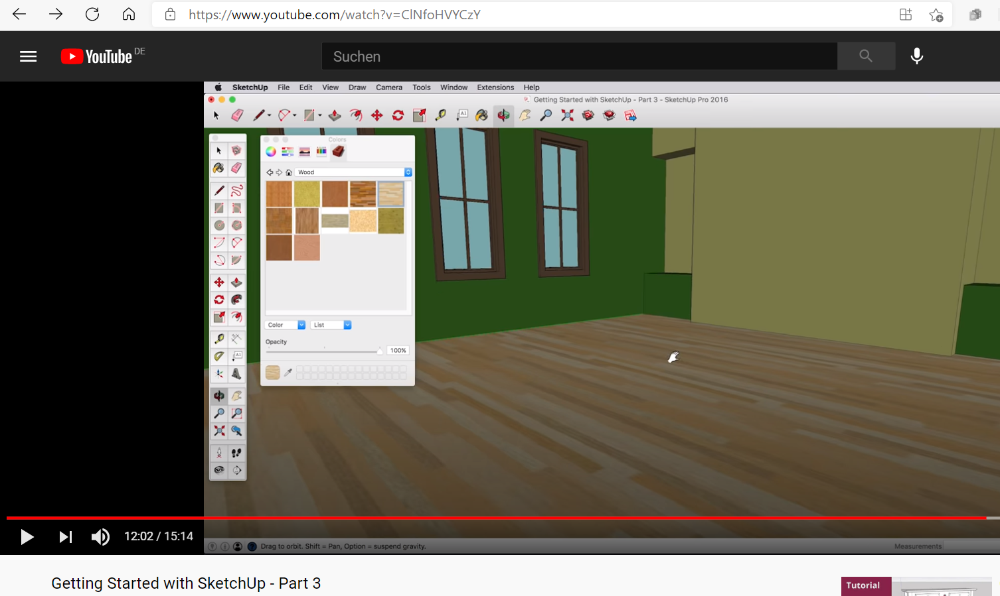 https://www.youtube.com/watch?v=ClNfoHVYCzY
YouTube DE
Suchen
SketchUp File Edit View Draw Camera Tools Window Extensions Help
Getting Started with SketchUp - Part 3 - SketchUp Pro 2016
A1
Colors
Wood
Color
List
Opacity
100%
A1
12:02 / 15:14
Drag to orbit. Shift = Pan, Option = suspend gravity.
Measurements
Getting Started with SketchUp - Part 3
Tutorial